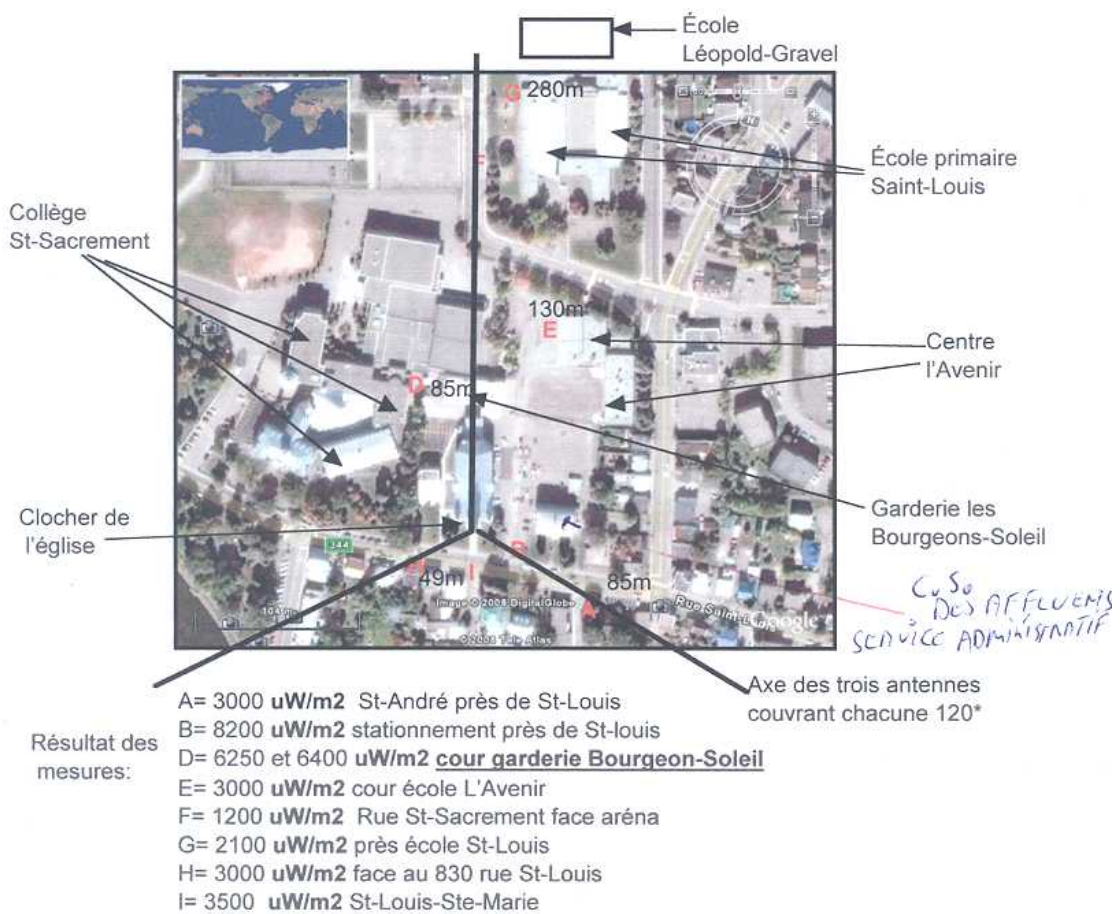 École
Léopold-Gravel
G
280m
F
École primaire
Saint-Louis
Collège
St-Sacrement
N
130m
E
Centre
l'Avenir
D
85m
Garderie les
Bourgeons-Soleil
Clocher de
l'église
344
B
H
49m
I
85m
A
Image © 2008 DigitalGlobe
© 2008 Tele Atlas
104 m
Rue Saint-Louis
Google
C.S.
DES AFFLUENTS
SERVICE ADMINISTRATIF
Axe des trois antennes
couvrant chacune 120*
Résultat des
mesures:
A= 3000 uW/m2 St-André près de St-Louis
B= 8200 uW/m2 stationnement près de St-louis
D= 6250 et 6400 uW/m2 cour garderie Bourgeon-Soleil
E= 3000 uW/m2 cour école L'Avenir
F= 1200 uW/m2 Rue St-Sacrement face aréna
G= 2100 uW/m2 près école St-Louis
H= 3000 uW/m2 face au 830 rue St-Louis
I= 3500 uW/m2 St-Louis-Ste-Marie